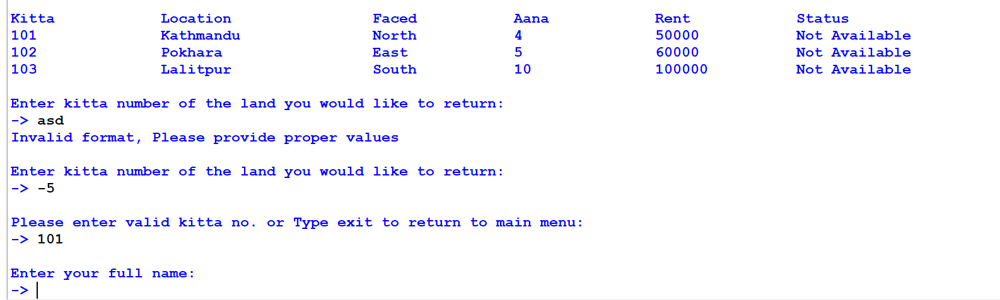 Kitta Location Faced Aana Rent Status
101 Kathmandu North 4 50000 Not Available
102 Pokhara East 5 60000 Not Available
103 Lalitpur South 10 100000 Not Available
Enter kitta number of the land you would like to return:
-> asd
Invalid format, Please provide proper values
Enter kitta number of the land you would like to return:
-> -5
Please enter valid kitta no. or Type exit to return to main menu:
-> 101
Enter your full name:
->